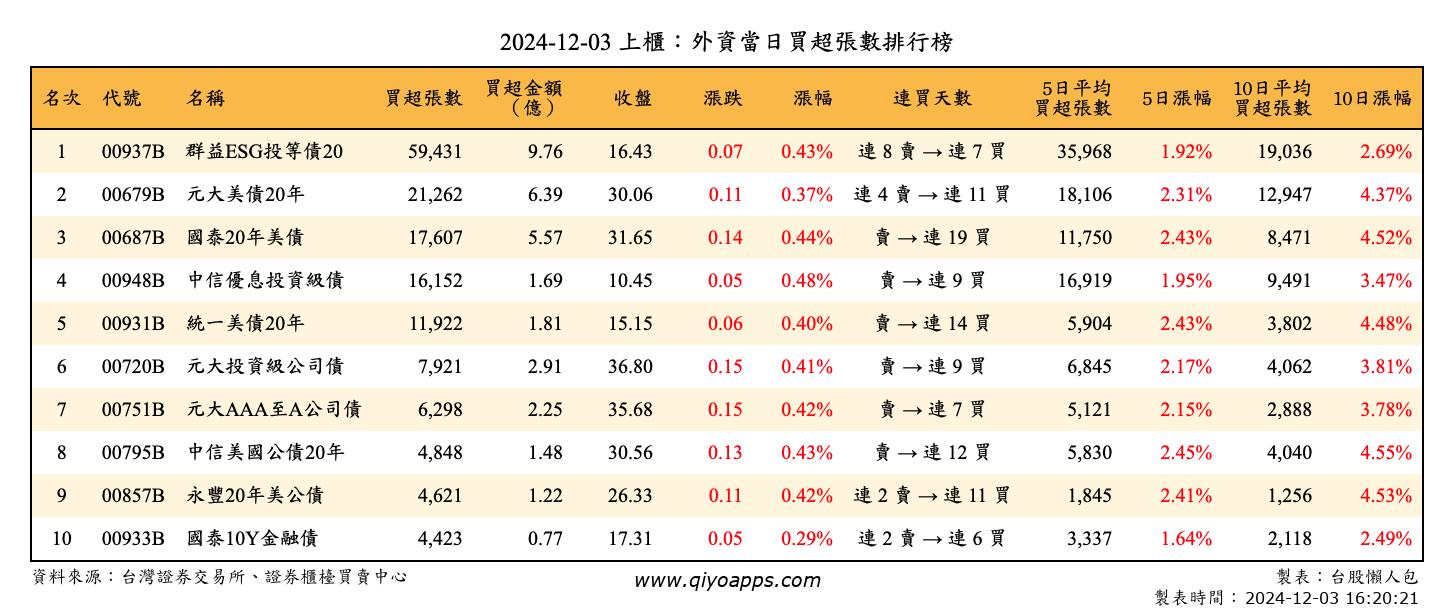 2024-12-03 上櫃：外資當日買超張數排行榜
名次 代號 名稱 買超張數 買超金額（億） 收盤 漲跌 漲幅 連買天數 5日平均買超張數 5日漲幅 10日平均買超張數 10日漲幅
1 00937B 群益ESG投等債20 59,431 9.76 16.43 0.07 0.43% 連 8 賣 → 連 7 買 35,968 1.92% 19,036 2.69%
2 00679B 元大美債20年 21,262 6.39 30.06 0.11 0.37% 連 4 賣 → 連 11 買 18,106 2.31% 12,947 4.37%
3 00687B 國泰20年美債 17,607 5.57 31.65 0.14 0.44% 賣 → 連 19 買 11,750 2.43% 8,471 4.52%
4 00948B 中信優息投資級債 16,152 1.69 10.45 0.05 0.48% 賣 → 連 9 買 16,919 1.95% 9,491 3.47%
5 00931B 統一美債20年 11,922 1.81 15.15 0.06 0.40% 賣 → 連 14 買 5,904 2.43% 3,802 4.48%
6 00720B 元大投資級公司債 7,921 2.91 36.80 0.15 0.41% 賣 → 連 9 買 6,845 2.17% 4,062 3.81%
7 00751B 元大AAA至A公司債 6,298 2.25 35.68 0.15 0.42% 賣 → 連 7 買 5,121 2.15% 2,888 3.78%
8 00795B 中信美國公債20年 4,848 1.48 30.56 0.13 0.43% 賣 → 連 12 買 5,830 2.45% 4,040 4.55%
9 00857B 永豐20年美公債 4,621 1.22 26.33 0.11 0.42% 連 2 賣 → 連 11 買 1,845 2.41% 1,256 4.53%
10 00933B 國泰10Y金融債 4,423 0.77 17.31 0.05 0.29% 連 2 賣 → 連 6 買 3,337 1.64% 2,118 2.49%
資料來源：台灣證券交易所、證券櫃檯買賣中心 www.qiyoapps.com 製表：台股懶人包
製表時間：2024-12-03 16:20:21